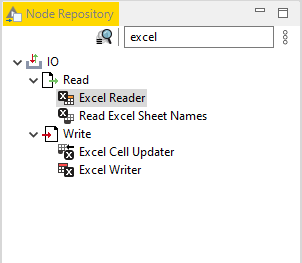 Node Repository
excel
IO
Read
Excel Reader
Read Excel Sheet Names
Write
Excel Cell Updater
Excel Writer